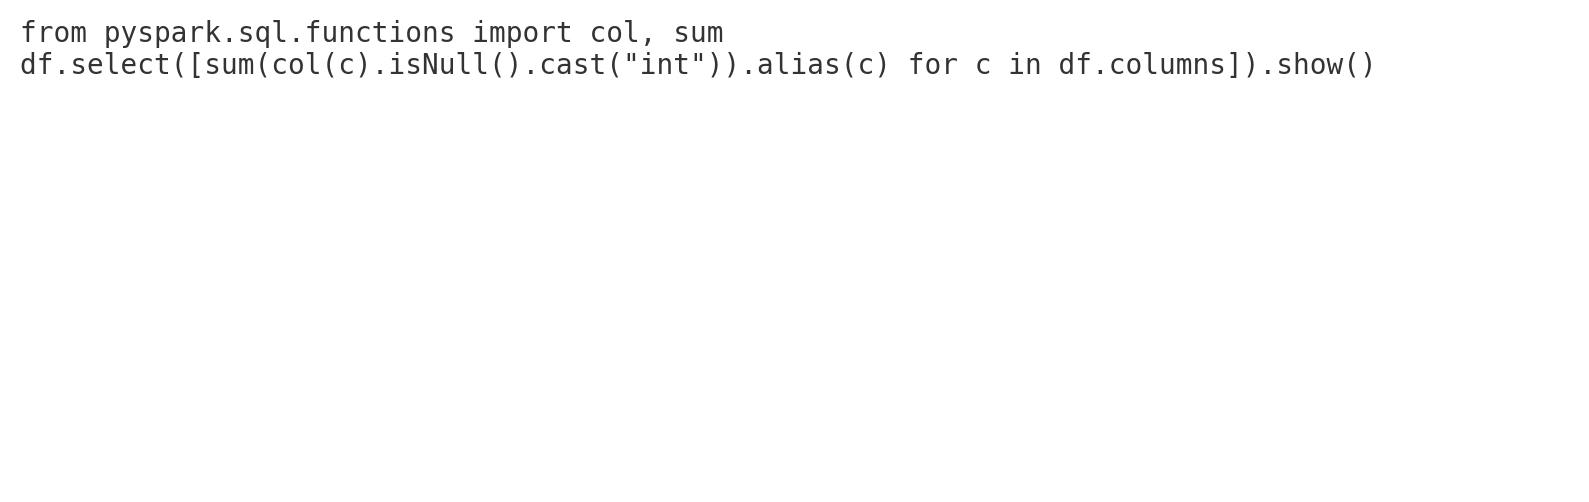 from pyspark.sql.functions import col, sum
df.select([sum(col(c).isNull().cast("int")).alias(c) for c in df.columns]).show()